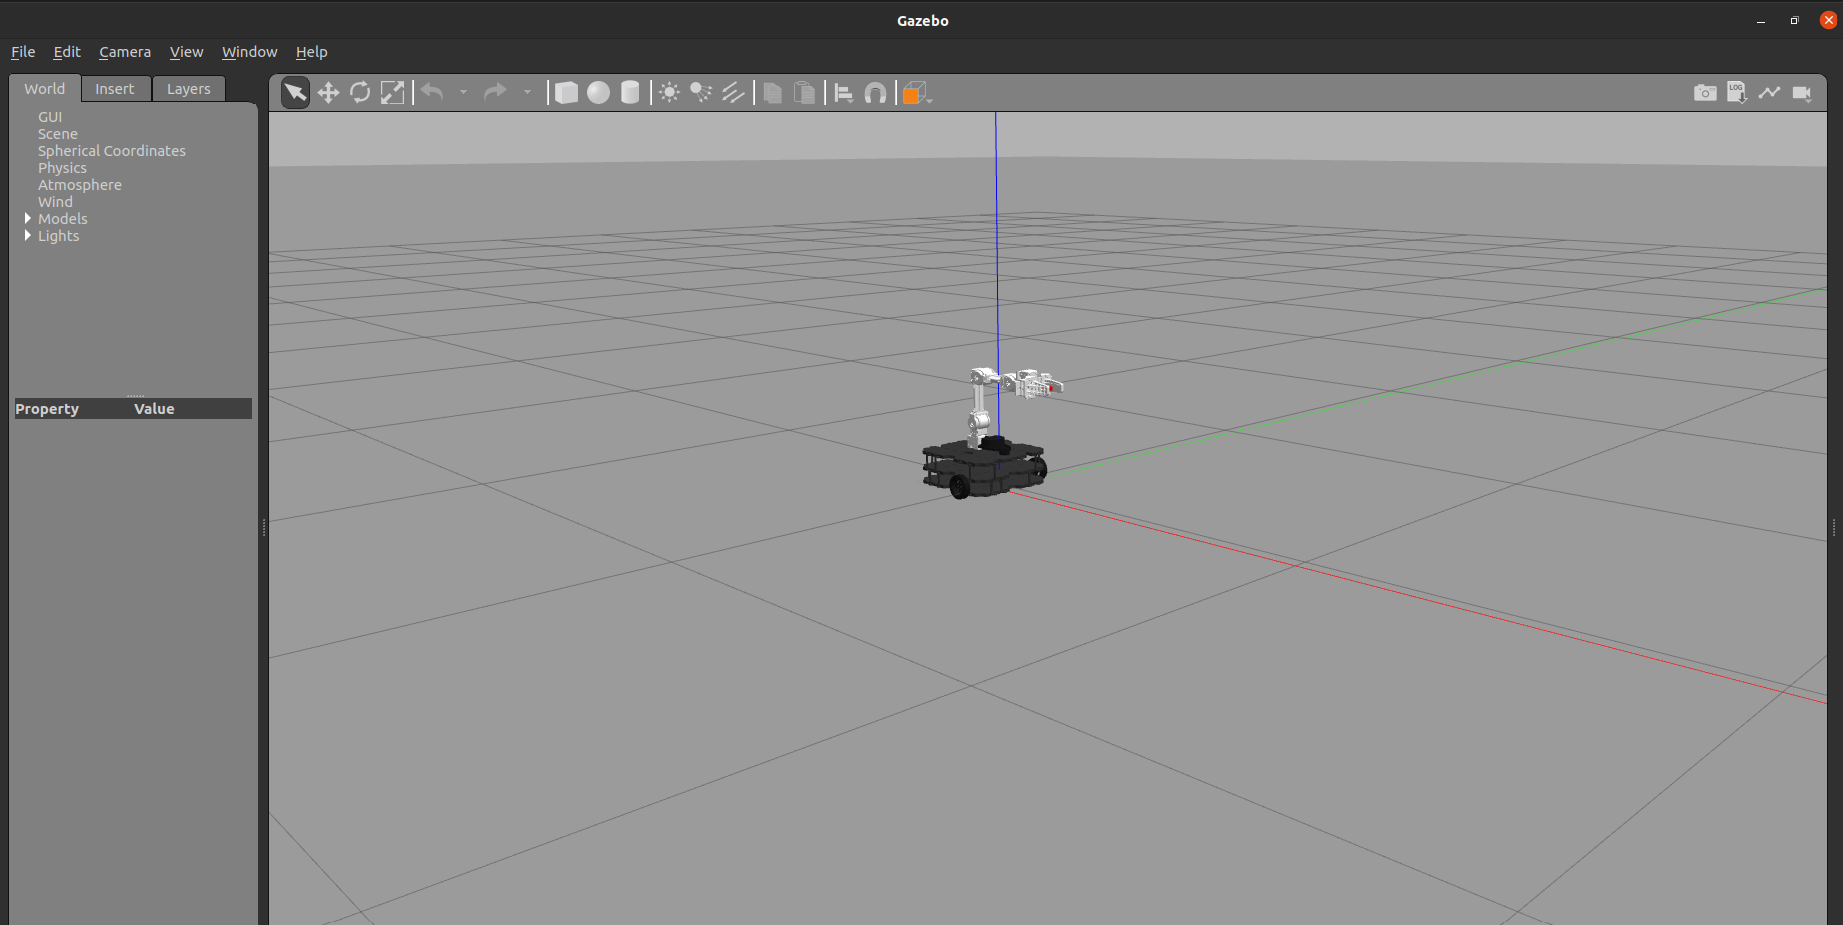 Gazebo
File Edit Camera View Window Help
World Insert Layers
LOG
GUI
Scene
Spherical Coordinates
Physics
Atmosphere
Wind
Models
Lights
Property Value